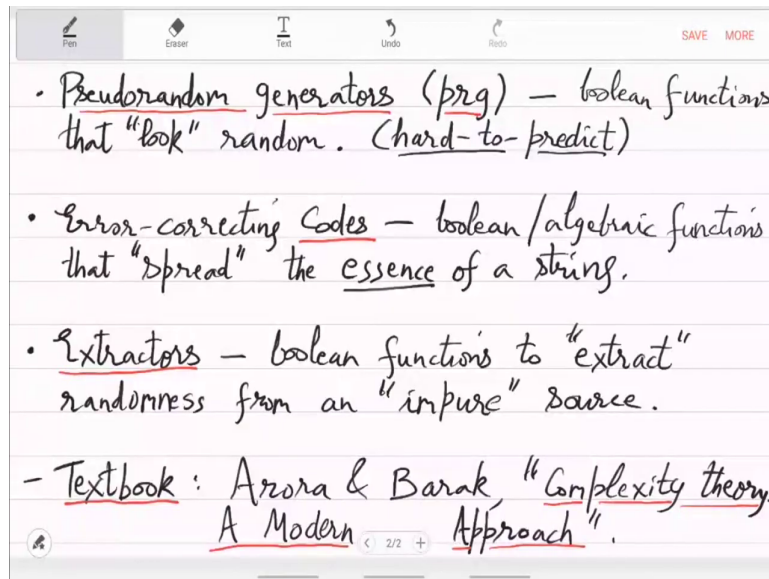 Pen Eraser Text Undo Redo SAVE MORE
• Pseudorandom generators (prg) – boolean functions
that "look" random. (hard-to-predict)
• Error-correcting Codes – boolean/algebraic functions
that "spread" the essence of a string.
• Extractors – boolean functions to "extract"
randomness from an "impure" source.
– Textbook: Arora & Barak, "Complexity theory:
A Modern Approach".
2/2